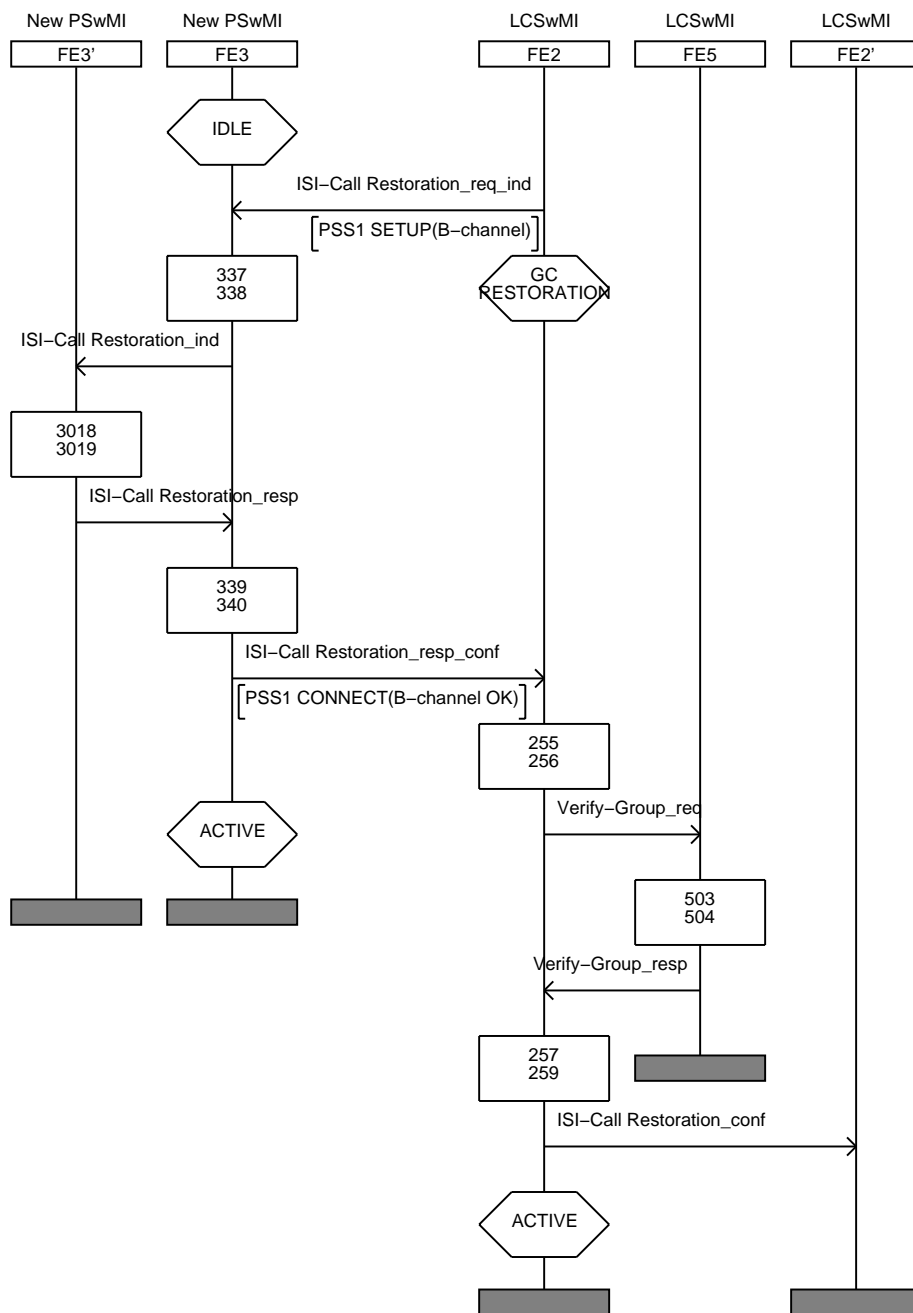 New PSwMI New PSwMI LCSwMI LCSwMI LCSwMI
FE3’ FE3 FE2 FE5 FE2’
IDLE
ISI−Call Restoration_req_ind
PSS1 SETUP(B−channel)
337
338
GC
RESTORATION
ISI−Call Restoration_ind
3018
3019
ISI−Call Restoration_resp
339
340
ISI−Call Restoration_resp_conf
PSS1 CONNECT(B−channel OK)
255
256
Verify−Group_req
ACTIVE
503
504
Verify−Group_resp
257
259
ISI−Call Restoration_conf
ACTIVE